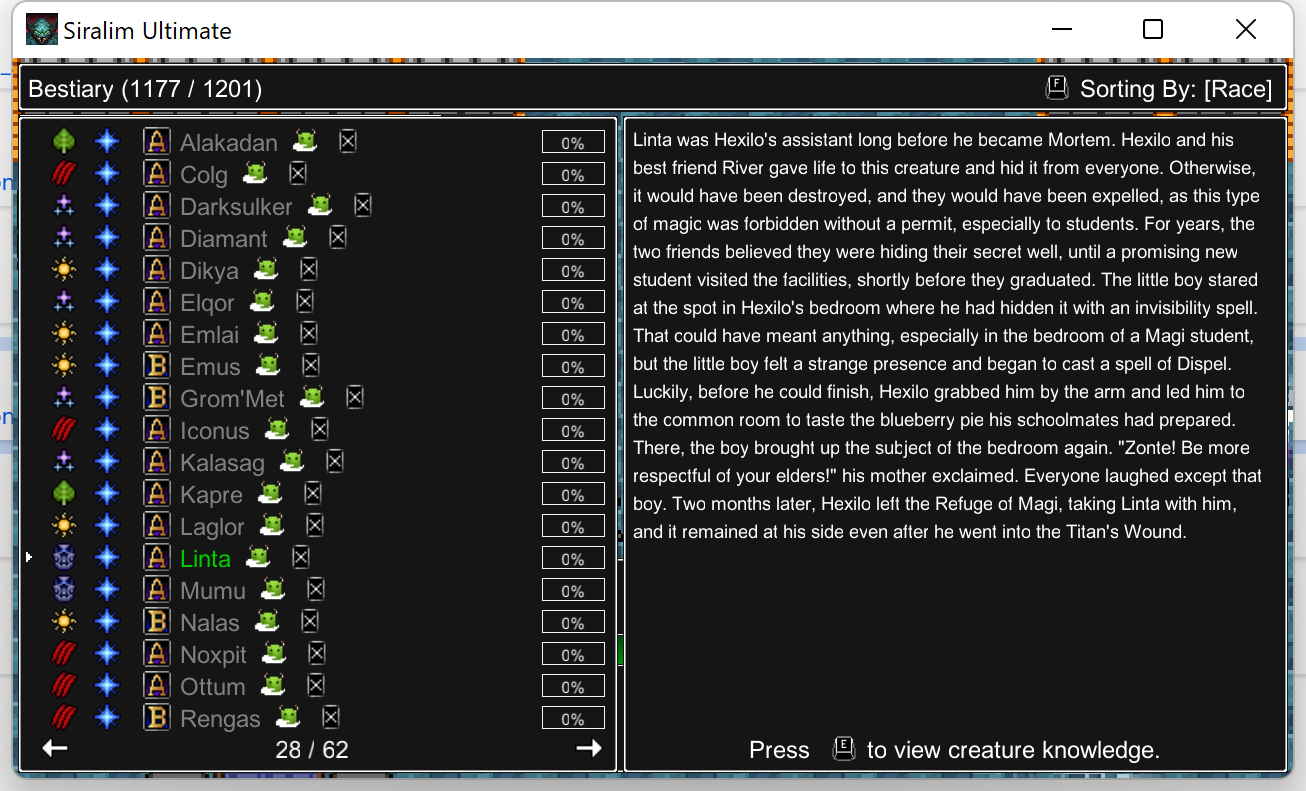 Siralim Ultimate
Bestiary (1177 / 1201)
F Sorting By: [Race]
A Alakadan 0%
A Colg 0%
A Darksulker 0%
A Diamant 0%
A Dikya 0%
A Elqor 0%
A Emlai 0%
B Emus 0%
B Grom'Met 0%
A Iconus 0%
A Kalasag 0%
A Kapre 0%
A Laglor 0%
A Linta 0%
A Mumu 0%
B Nalas 0%
A Noxpit 0%
A Ottum 0%
B Rengas 0%
28 / 62
Linta was Hexilo's assistant long before he became Mortem. Hexilo and his
best friend River gave life to this creature and hid it from everyone. Otherwise,
it would have been destroyed, and they would have been expelled, as this type
of magic was forbidden without a permit, especially to students. For years, the
two friends believed they were hiding their secret well, until a promising new
student visited the facilities, shortly before they graduated. The little boy stared
at the spot in Hexilo's bedroom where he had hidden it with an invisibility spell.
That could have meant anything, especially in the bedroom of a Magi student,
but the little boy felt a strange presence and began to cast a spell of Dispel.
Luckily, before he could finish, Hexilo grabbed him by the arm and led him to
the common room to taste the blueberry pie his schoolmates had prepared.
There, the boy brought up the subject of the bedroom again. "Zonte! Be more
respectful of your elders!" his mother exclaimed. Everyone laughed except that
boy. Two months later, Hexilo left the Refuge of Magi, taking Linta with him,
and it remained at his side even after he went into the Titan's Wound.
Press E to view creature knowledge.